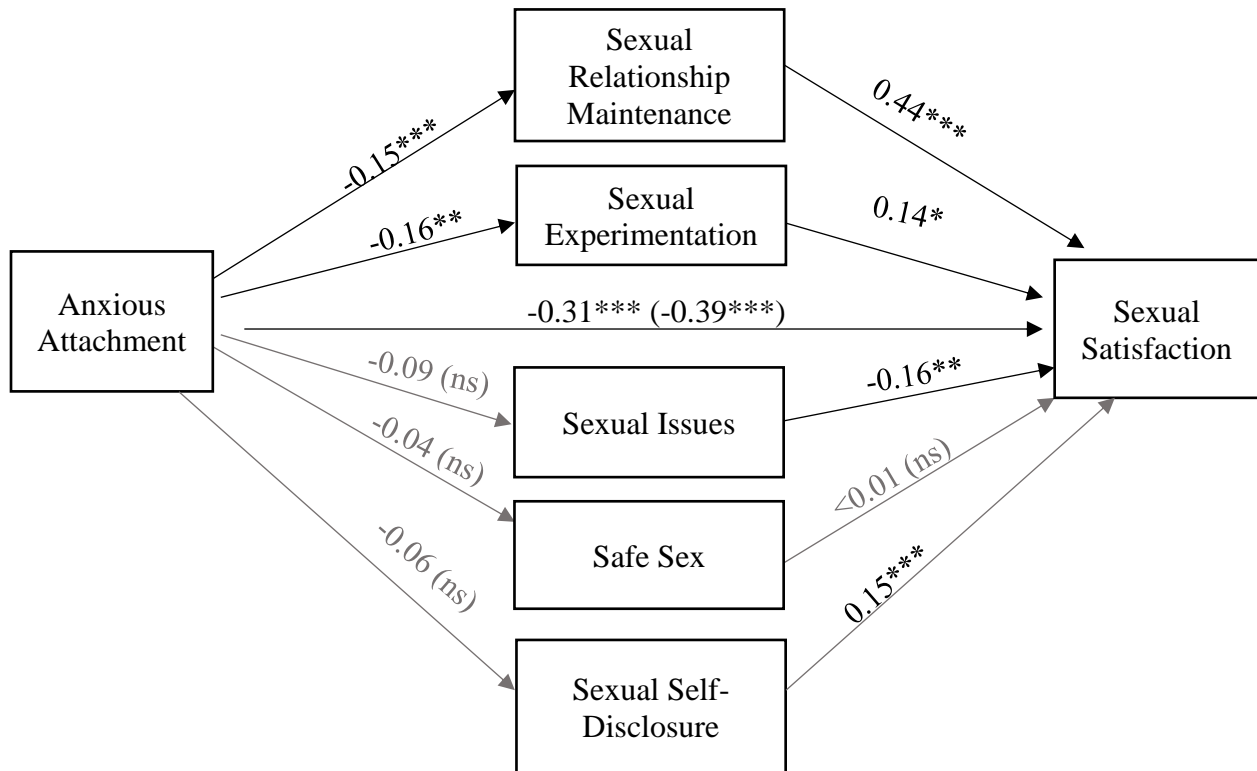 Sexual
Relationship
Maintenance
0.44***
-0.15***
Sexual
Experimentation
0.14*
-0.16**
Anxious
Attachment
-0.31*** (-0.39***)
Sexual
Satisfaction
-0.09 (ns)
-0.16**
Sexual Issues
-0.04 (ns)
<0.01 (ns)
Safe Sex
-0.06 (ns)
0.15***
Sexual Self-
Disclosure